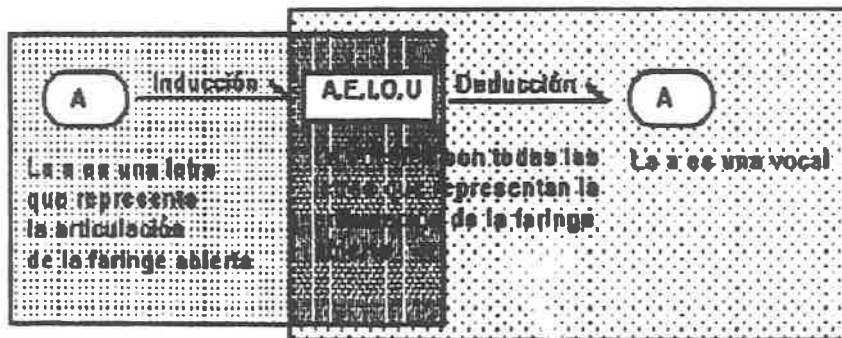 A
Inducción
A,E,I,O,U
Deducción
A
La a es una letra
que representa
la articulación
de la faringe abierta
son todas las
que representan la
de la faringe
La a es una vocal